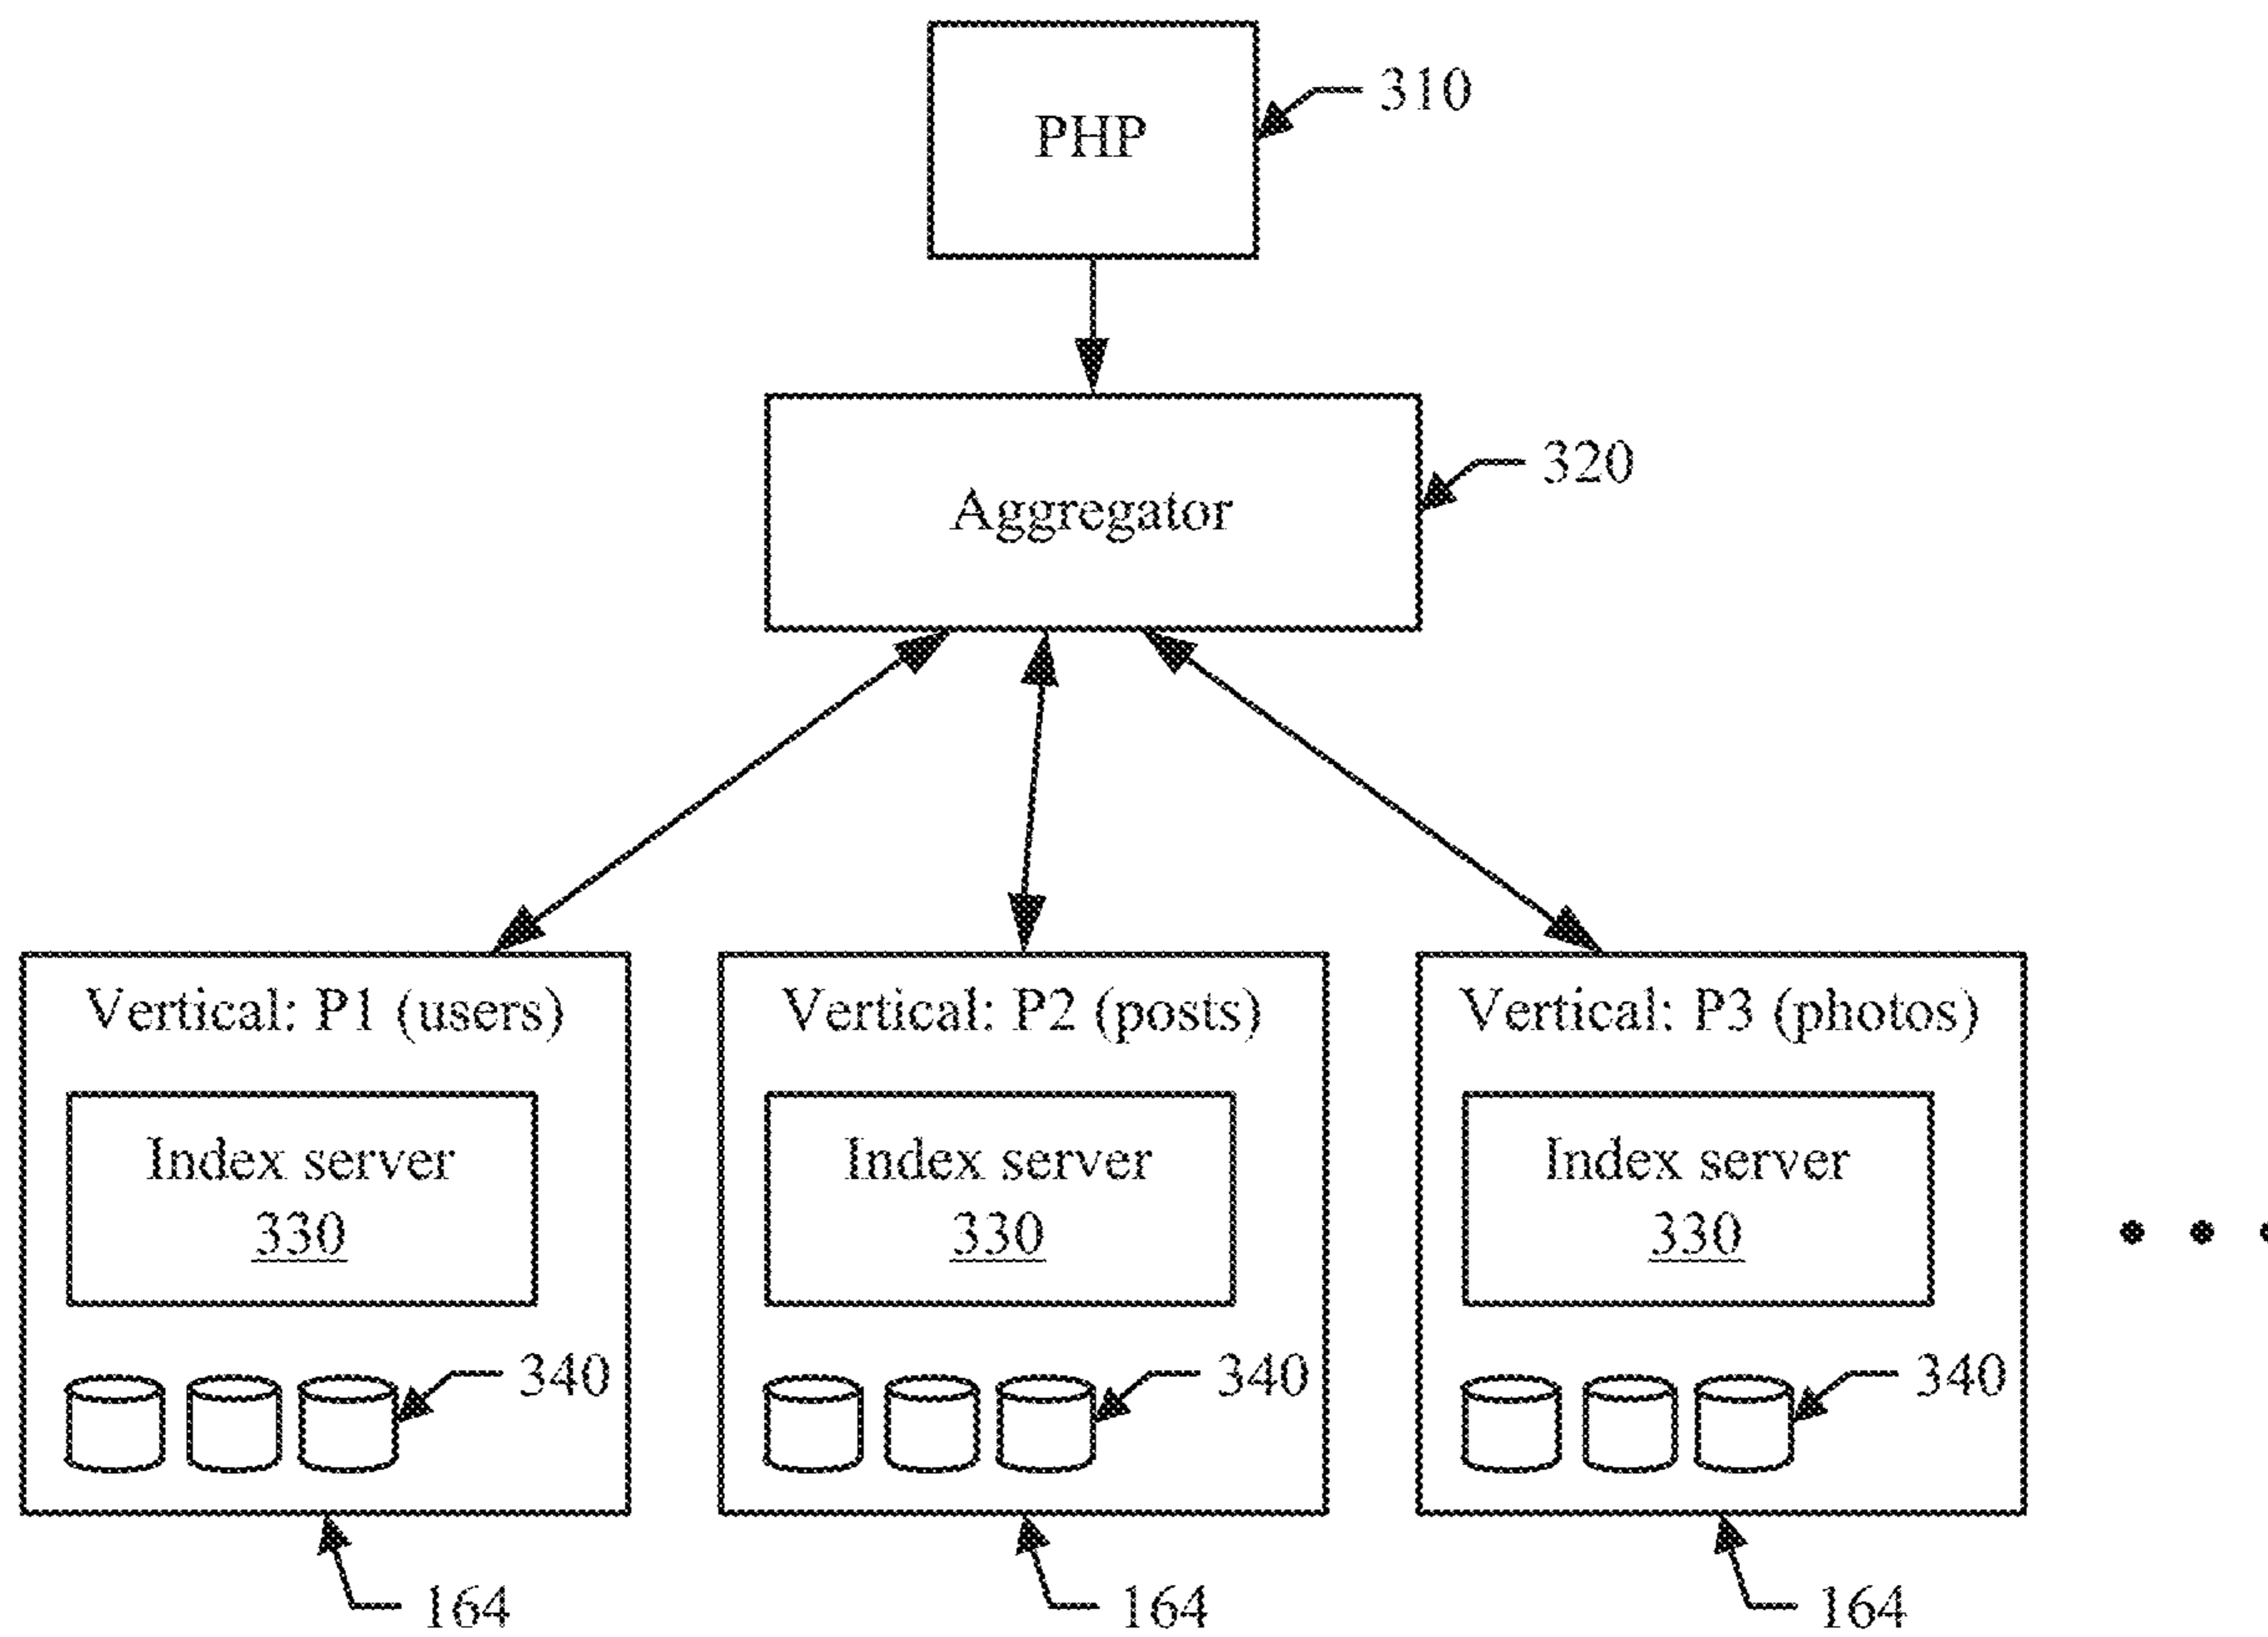 PHP
310
Aggregator
320
Vertical: P1 (users)
Index server
330
340
164
Vertical: P2 (posts)
Index server
330
340
164
Vertical: P3 (photos)
Index server
330
340
164